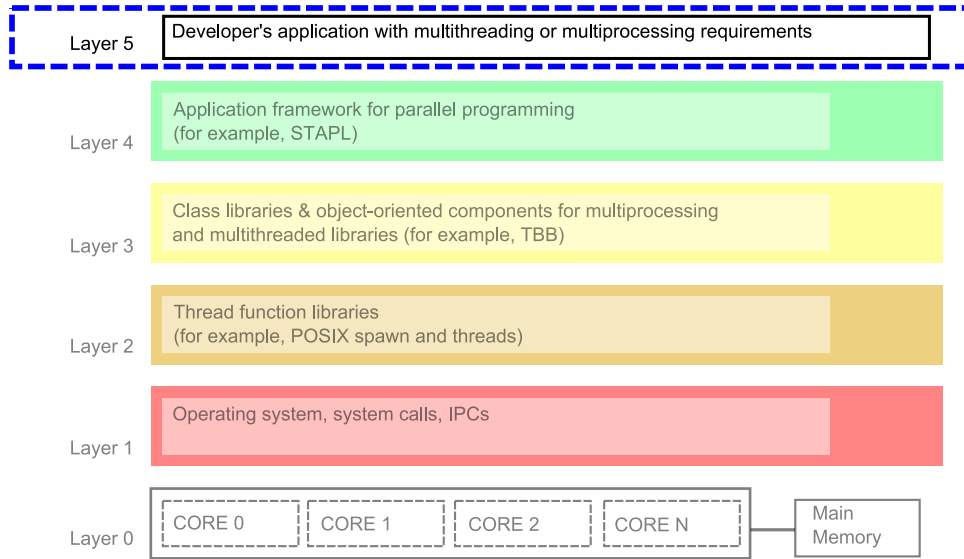 Layer 5
Developer's application with multithreading or multiprocessing requirements
Layer 4
Application framework for parallel programming
(for example, STAPL)
Layer 3
Class libraries & object-oriented components for multiprocessing
and multithreaded libraries (for example, TBB)
Layer 2
Thread function libraries
(for example, POSIX spawn and threads)
Layer 1
Operating system, system calls, IPCs
Layer 0
CORE 0
CORE 1
CORE 2
CORE N
Main
Memory